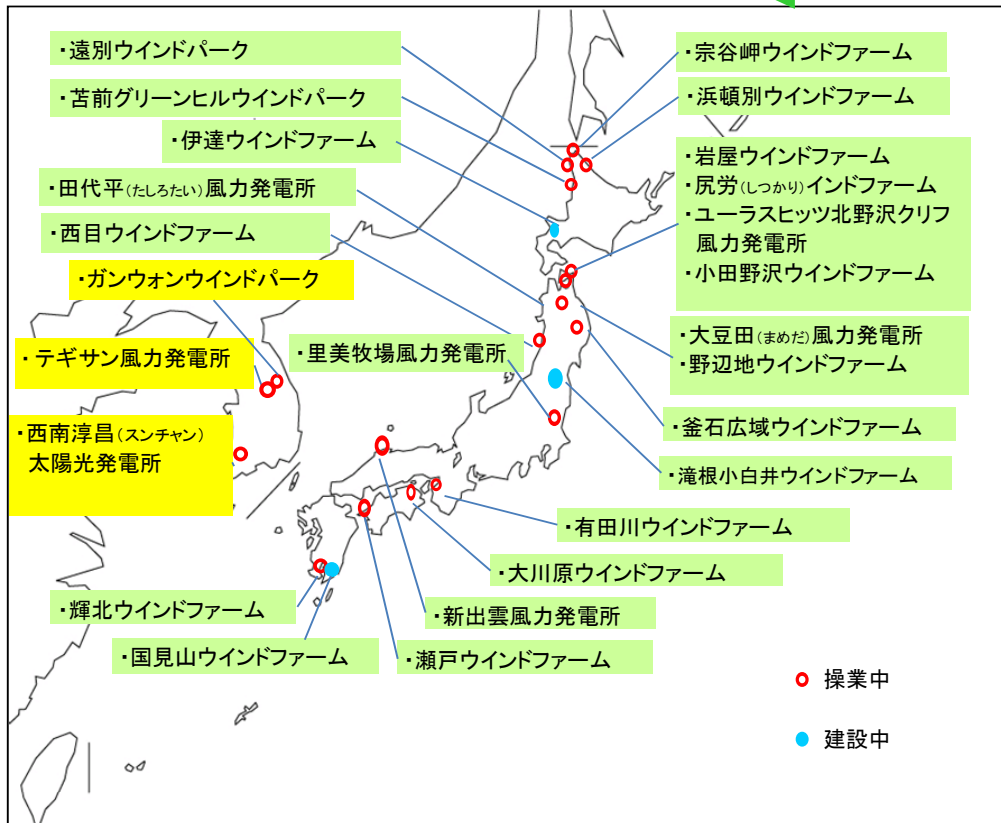 ・遠別ウインドパーク
・苫前グリーンヒルウインドパーク
・伊達ウインドファーム
・田代平(たしろたい)風力発電所
・西目ウインドファーム
・ガンウォンウインドパーク
・テギサン風力発電所
・西南淳昌(スンチャン)
太陽光発電所
・里美牧場風力発電所
・宗谷岬ウインドファーム
・浜頓別ウインドファーム
・岩屋ウインドファーム
・尻労(しつかり)インドファーム
・ユーラスヒッツ北野沢クリフ
風力発電所
・小田野沢ウインドファーム
・大豆田(まめだ)風力発電所
・野辺地ウインドファーム
・釜石広域ウインドファーム
・滝根小白井ウインドファーム
・有田川ウインドファーム
・大川原ウインドファーム
・新出雲風力発電所
・瀬戸ウインドファーム
・輝北ウインドファーム
・国見山ウインドファーム
操業中
建設中